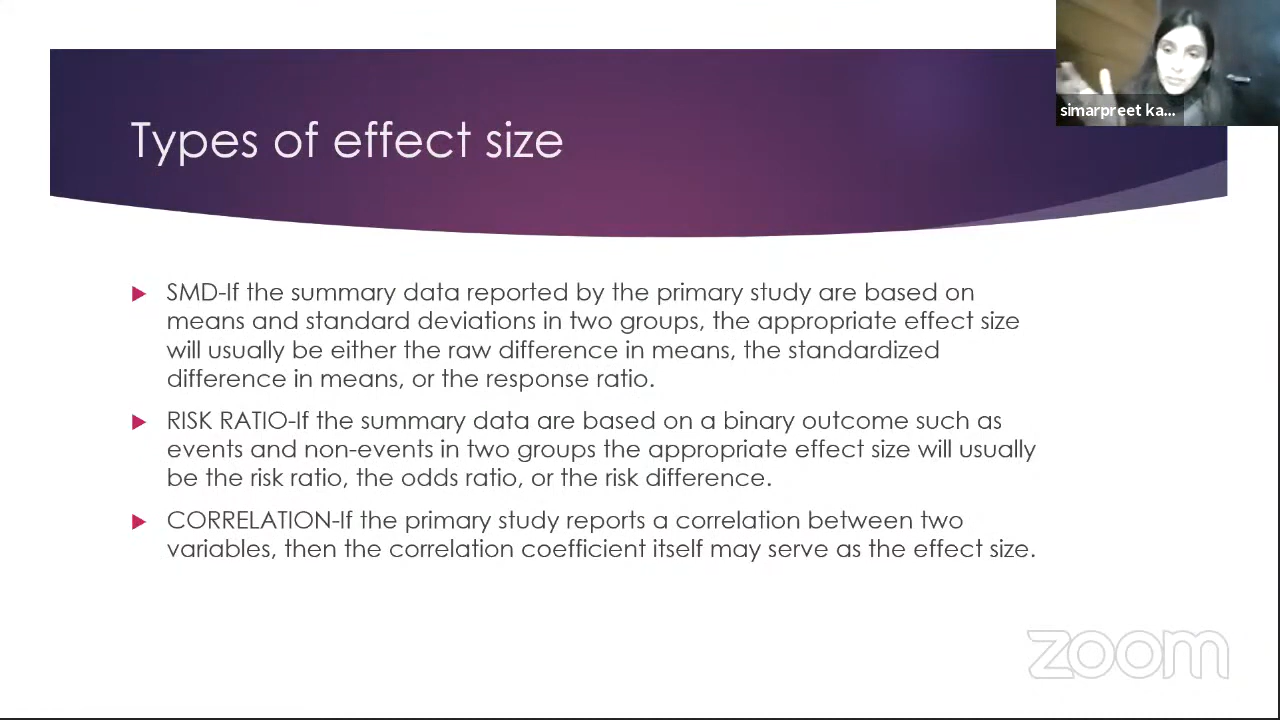 simarpreet ka...
Types of effect size
SMD-If the summary data reported by the primary study are based on
means and standard deviations in two groups, the appropriate effect size
will usually be either the raw difference in means, the standardized
difference in means, or the response ratio.
RISK RATIO-If the summary data are based on a binary outcome such as
events and non-events in two groups the appropriate effect size will usually
be the risk ratio, the odds ratio, or the risk difference.
CORRELATION-If the primary study reports a correlation between two
variables, then the correlation coefficient itself may serve as the effect size.
zoom